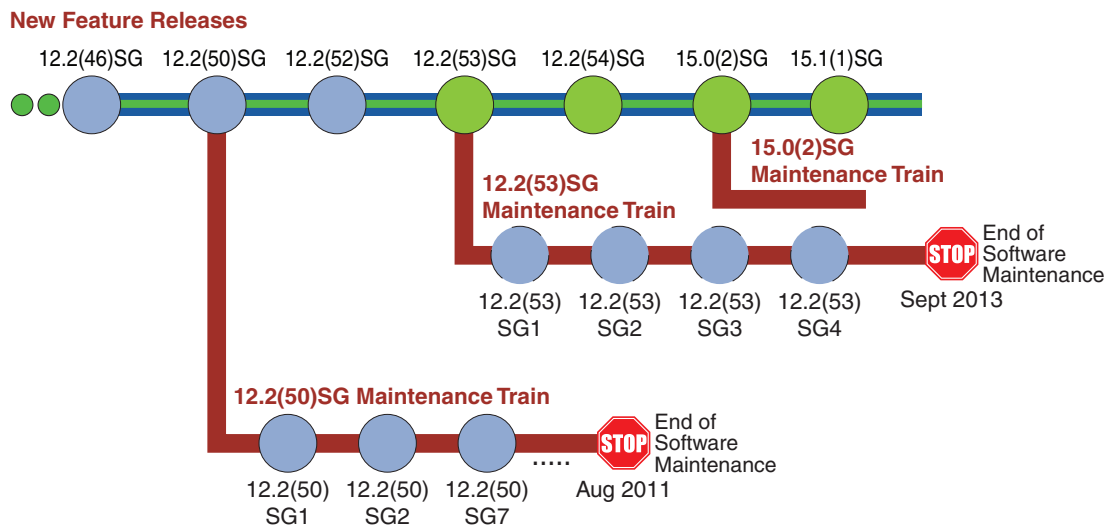 New Feature Releases
12.2(46)SG 12.2(50)SG 12.2(52)SG 12.2(53)SG 12.2(54)SG 15.0(2)SG 15.1(1)SG
15.0(2)SG
Maintenance Train
12.2(53)SG
Maintenance Train
STOP
End of
Software
Maintenance
Sept 2013
12.2(53) 12.2(53) 12.2(53) 12.2(53)
SG1 SG2 SG3 SG4
12.2(50)SG Maintenance Train
STOP
End of
Software
Maintenance
.....
12.2(50) 12.2(50) 12.2(50) Aug 2011
SG1 SG2 SG7